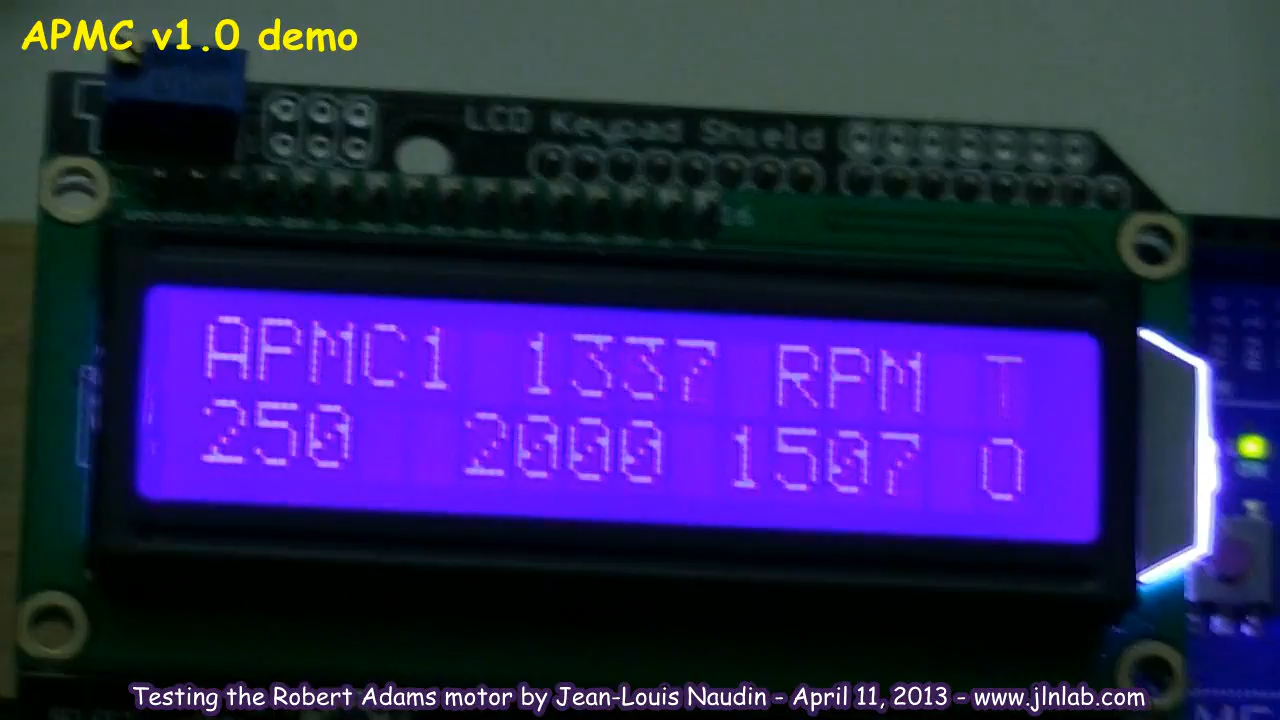 APMC v1.0 demo
LCD Keypad Shield
16
APMC1 1337 RPM T
250 2000 1507 O
Testing the Robert Adams motor by Jean-Louis Naudin - April 11, 2013 - www.jlnlab.com